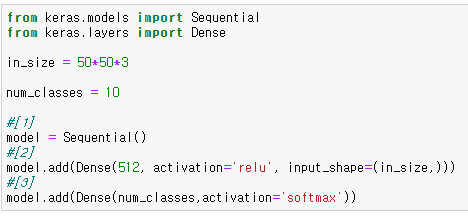 from keras.models import Sequential
from keras.layers import Dense
in_size = 50*50*3
num_classes = 10
#[1]
model = Sequential()
#[2]
model.add(Dense(512, activation='relu', input_shape=(in_size,)))
#[3]
model.add(Dense(num_classes,activation='softmax'))